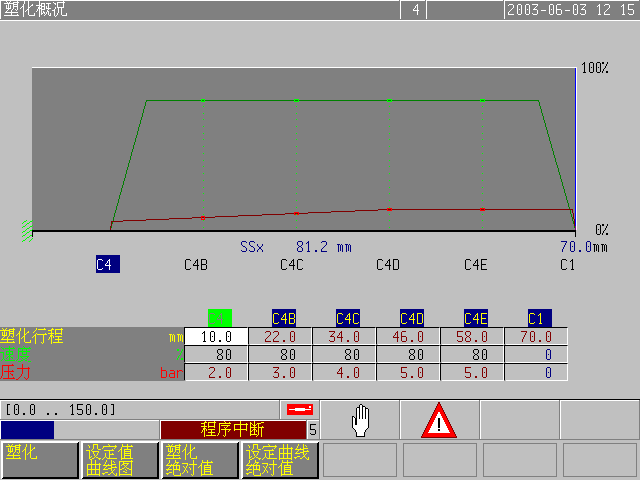 塑化概况 4 2003-06-03 12 15
100%
0%
SSx 81.2 mm 70.0mm
C4 C4B C4C C4D C4E C1
C4 C4B C4C C4D C4E C1
塑化行程 mm 10.0 22.0 34.0 46.0 58.0 70.0
速度 % 80 80 80 80 80 0
压力 bar 2.0 3.0 4.0 5.0 5.0 0.0
[0.0 .. 150.0]
程序中断 5
塑化 设定值 塑化 设定曲线
曲线图 绝对值 绝对值